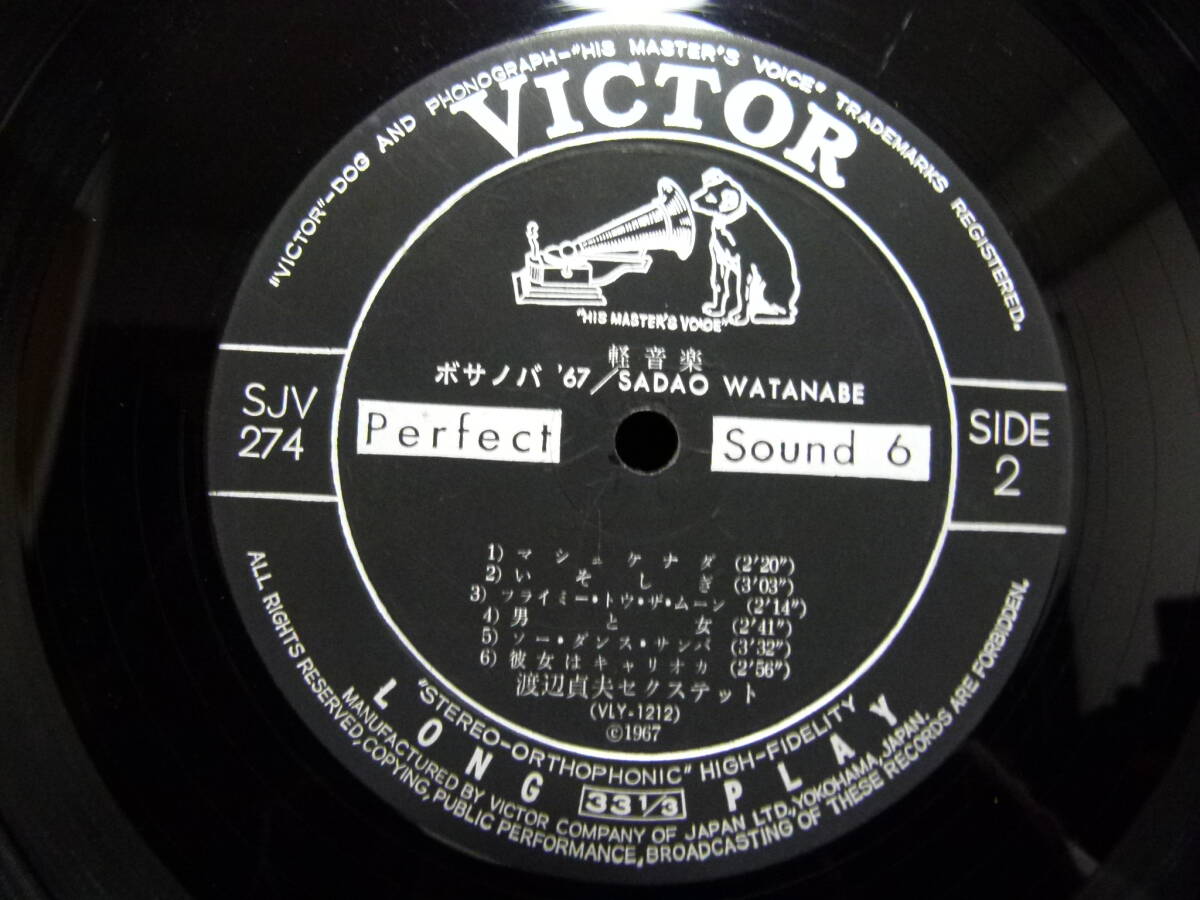 "VICTOR"-DOG AND PHONOGRAPH-"HIS MASTER'S VOICE" TRADEMARKS REGISTERED.
VICTOR
"HIS MASTER'S VOICE"
軽音楽
ボサノバ '67/SADAO WATANABE
SJV
274
Perfect Sound 6
SIDE
2
1) マシュケナダ (2'20")
2) いそしぎ (3'03")
3) フライミー・トウ・ザ・ムーン (2'14")
4) 男と女 (2'41")
5) ソー・ダンス・サンバ (3'32")
6) 彼女はキャリオカ (2'56")
渡辺貞夫セクステット
(VLY-1212)
©1967
"STEREO-ORTHOPHONIC" HIGH-FIDELITY
LONG 33 1/3 PLAY
MANUFACTURED BY VICTOR COMPANY OF JAPAN LTD., YOKOHAMA, JAPAN.
ALL RIGHTS RESERVED, COPYING, PUBLIC PERFORMANCE, BROADCASTING OF THESE RECORDS ARE FORBIDDEN.